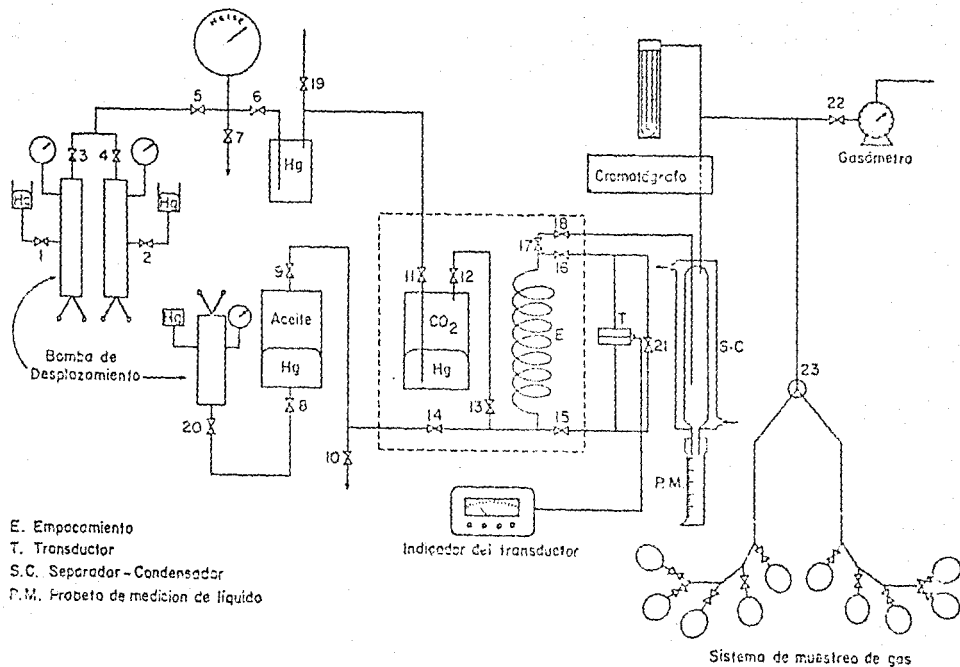 Heise
19
5
6
7
22
Gasómetro
3
4
Hg
Hg
Hg
Cromatógrafo
1
2
18
17
16
9
11
12
Aceite
CO2
E
T
21
S.C
23
Hg
Hg
Hg
Bomba de
Desplazamiento
8
13
14
15
20
10
P.M.
Indicador del transductor
E. Empacamiento
T. Transductor
S.C. Separador-Condensador
P.M. Probeta de medicion de líquido
Sistema de muestreo de gas